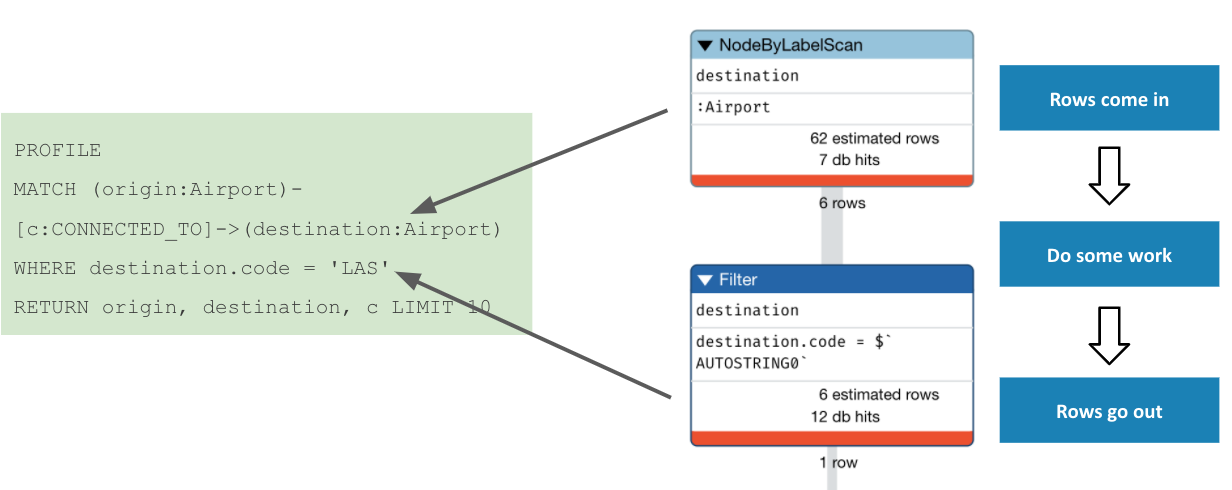 PROFILE
MATCH (origin:Airport)-
[c:CONNECTED_TO]->(destination:Airport)
WHERE destination.code = 'LAS'
RETURN origin, destination, c LIMIT 10
NodeByLabelScan
destination
:Airport
62 estimated rows
7 db hits
6 rows
Filter
destination
destination.code = $`
AUTOSTRING0`
6 estimated rows
12 db hits
1 row
Rows come in
Do some work
Rows go out